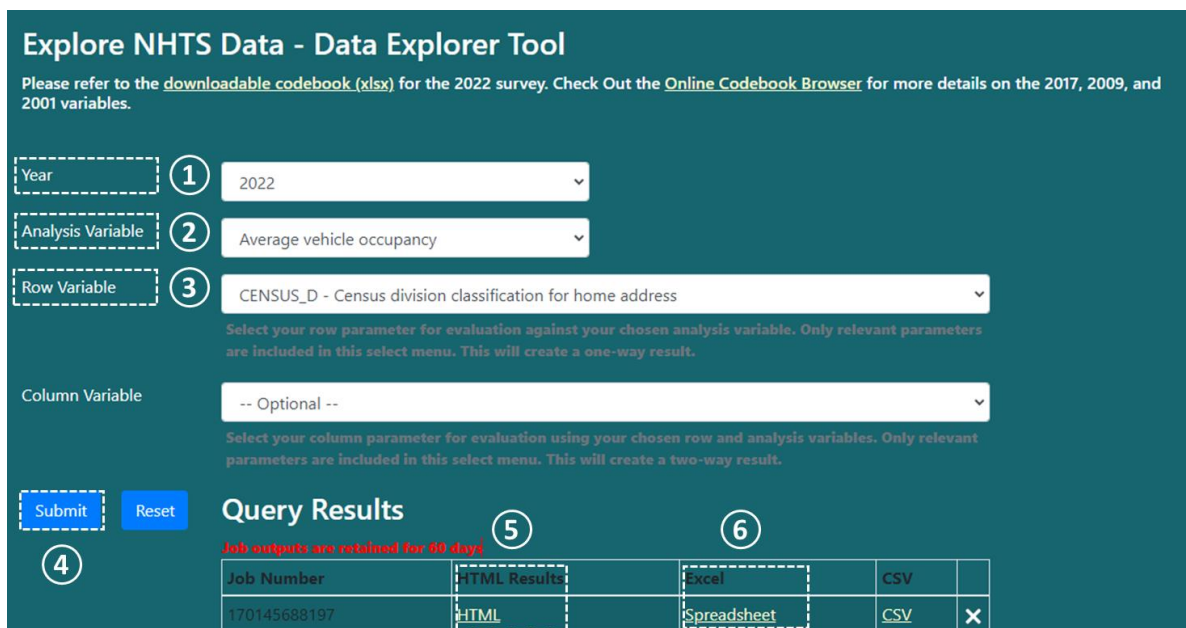 Explore NHTS Data - Data Explorer Tool
Please refer to the downloadable codebook (xlsx) for the 2022 survey. Check Out the Online Codebook Browser for more details on the 2017, 2009, and
2001 variables.
Year 1 2022
Analysis Variable 2 Average vehicle occupancy
Row Variable 3 CENSUS_D - Census division classification for home address
Select your row parameter for evaluation against your chosen analysis variable. Only relevant parameters
are included in this select menu. This will create a one-way result.
Column Variable -- Optional --
Select your column parameter for evaluation using your chosen row and analysis variables. Only relevant
parameters are included in this select menu. This will create a two-way result.
Submit Reset Query Results
4 5 6
Job outputs are retained for 60 days
Job Number HTML Results Excel CSV
170145688197 HTML Spreadsheet CSV ×